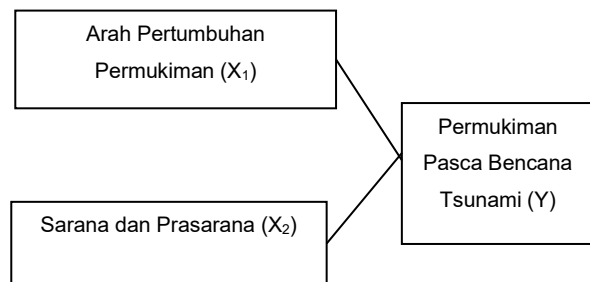 Arah Pertumbuhan
Permukiman (X₁)
Permukiman
Pasca Bencana
Tsunami (Y)
Sarana dan Prasarana (X₂)